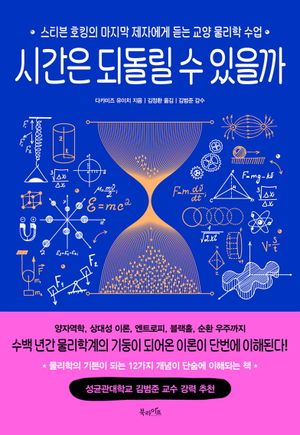 스티븐 호킹의 마지막 제자에게 듣는 교양 물리학 수업
시간은 되돌릴 수 있을까
다카미즈 유이치 지음 | 김정환 옮김 | 김범준 감수
E=mc²
양자역학, 상대성 이론, 엔트로피, 블랙홀, 순환 우주까지
수백 년간 물리학계의 기둥이 되어온 이론이 단번에 이해된다!
물리학의 기본이 되는 12가지 개념이 단숨에 이해되는 책
성균관대학교 김범준 교수 강력 추천
북라이프